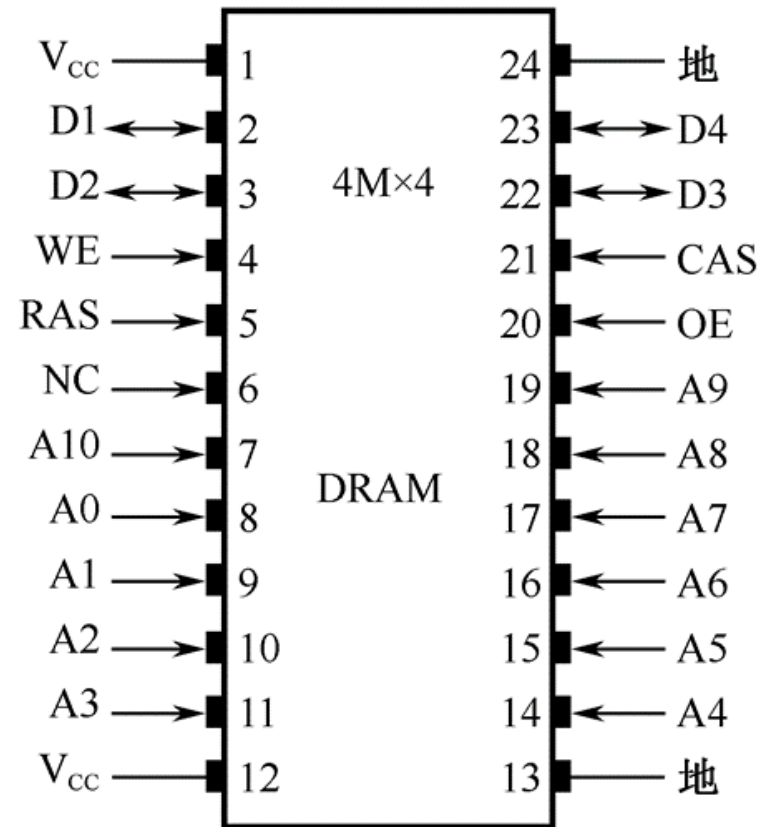 V_CC 1 24 地
D1 2 23 D4
D2 3 4M×4 22 D3
WE 4 21 CAS
RAS 5 20 OE
NC 6 19 A9
A10 7 18 A8
A0 8 DRAM 17 A7
A1 9 16 A6
A2 10 15 A5
A3 11 14 A4
V_CC 12 13 地